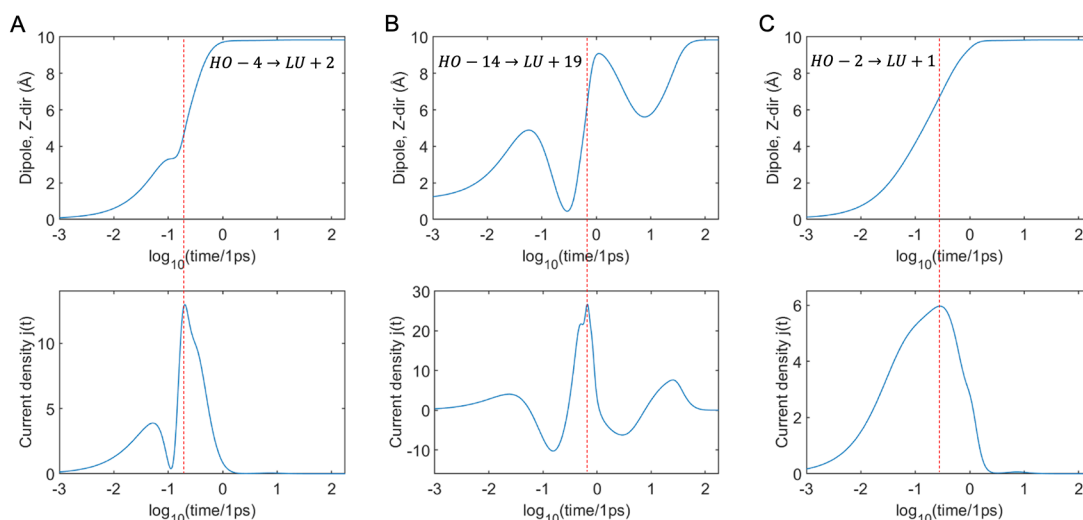 A
B
C
Dipole, Z-dir (Å)
10
8
6
4
2
0
HO − 4 → LU + 2
-3 -2 -1 0 1 2
log10(time/1ps)
Dipole, Z-dir (Å)
10
8
6
4
2
0
HO − 14 → LU + 19
-3 -2 -1 0 1 2
log10(time/1ps)
Dipole, Z-dir (Å)
10
8
6
4
2
0
HO − 2 → LU + 1
-3 -2 -1 0 1 2
log10(time/1ps)
Current density j(t)
10
5
0
-3 -2 -1 0 1 2
log10(time/1ps)
Current density j(t)
30
20
10
0
-10
-3 -2 -1 0 1 2
log10(time/1ps)
Current density j(t)
6
4
2
0
-3 -2 -1 0 1 2
log10(time/1ps)